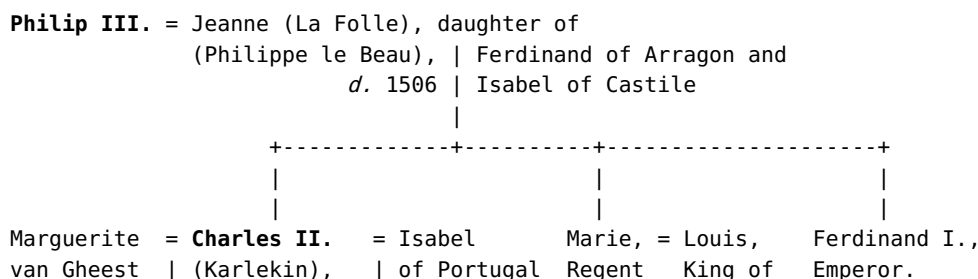 Philip III. = Jeanne (La Folle), daughter of
(Philippe le Beau), | Ferdinand of Arragon and
d. 1506 | Isabel of Castile
|
+-------------+----------+--------------------+
| | |
| | |
Marguerite = Charles II. = Isabel Marie, = Louis, Ferdinand I.,
van Gheest | (Karlekin), | of Portugal Regent King of Emperor.